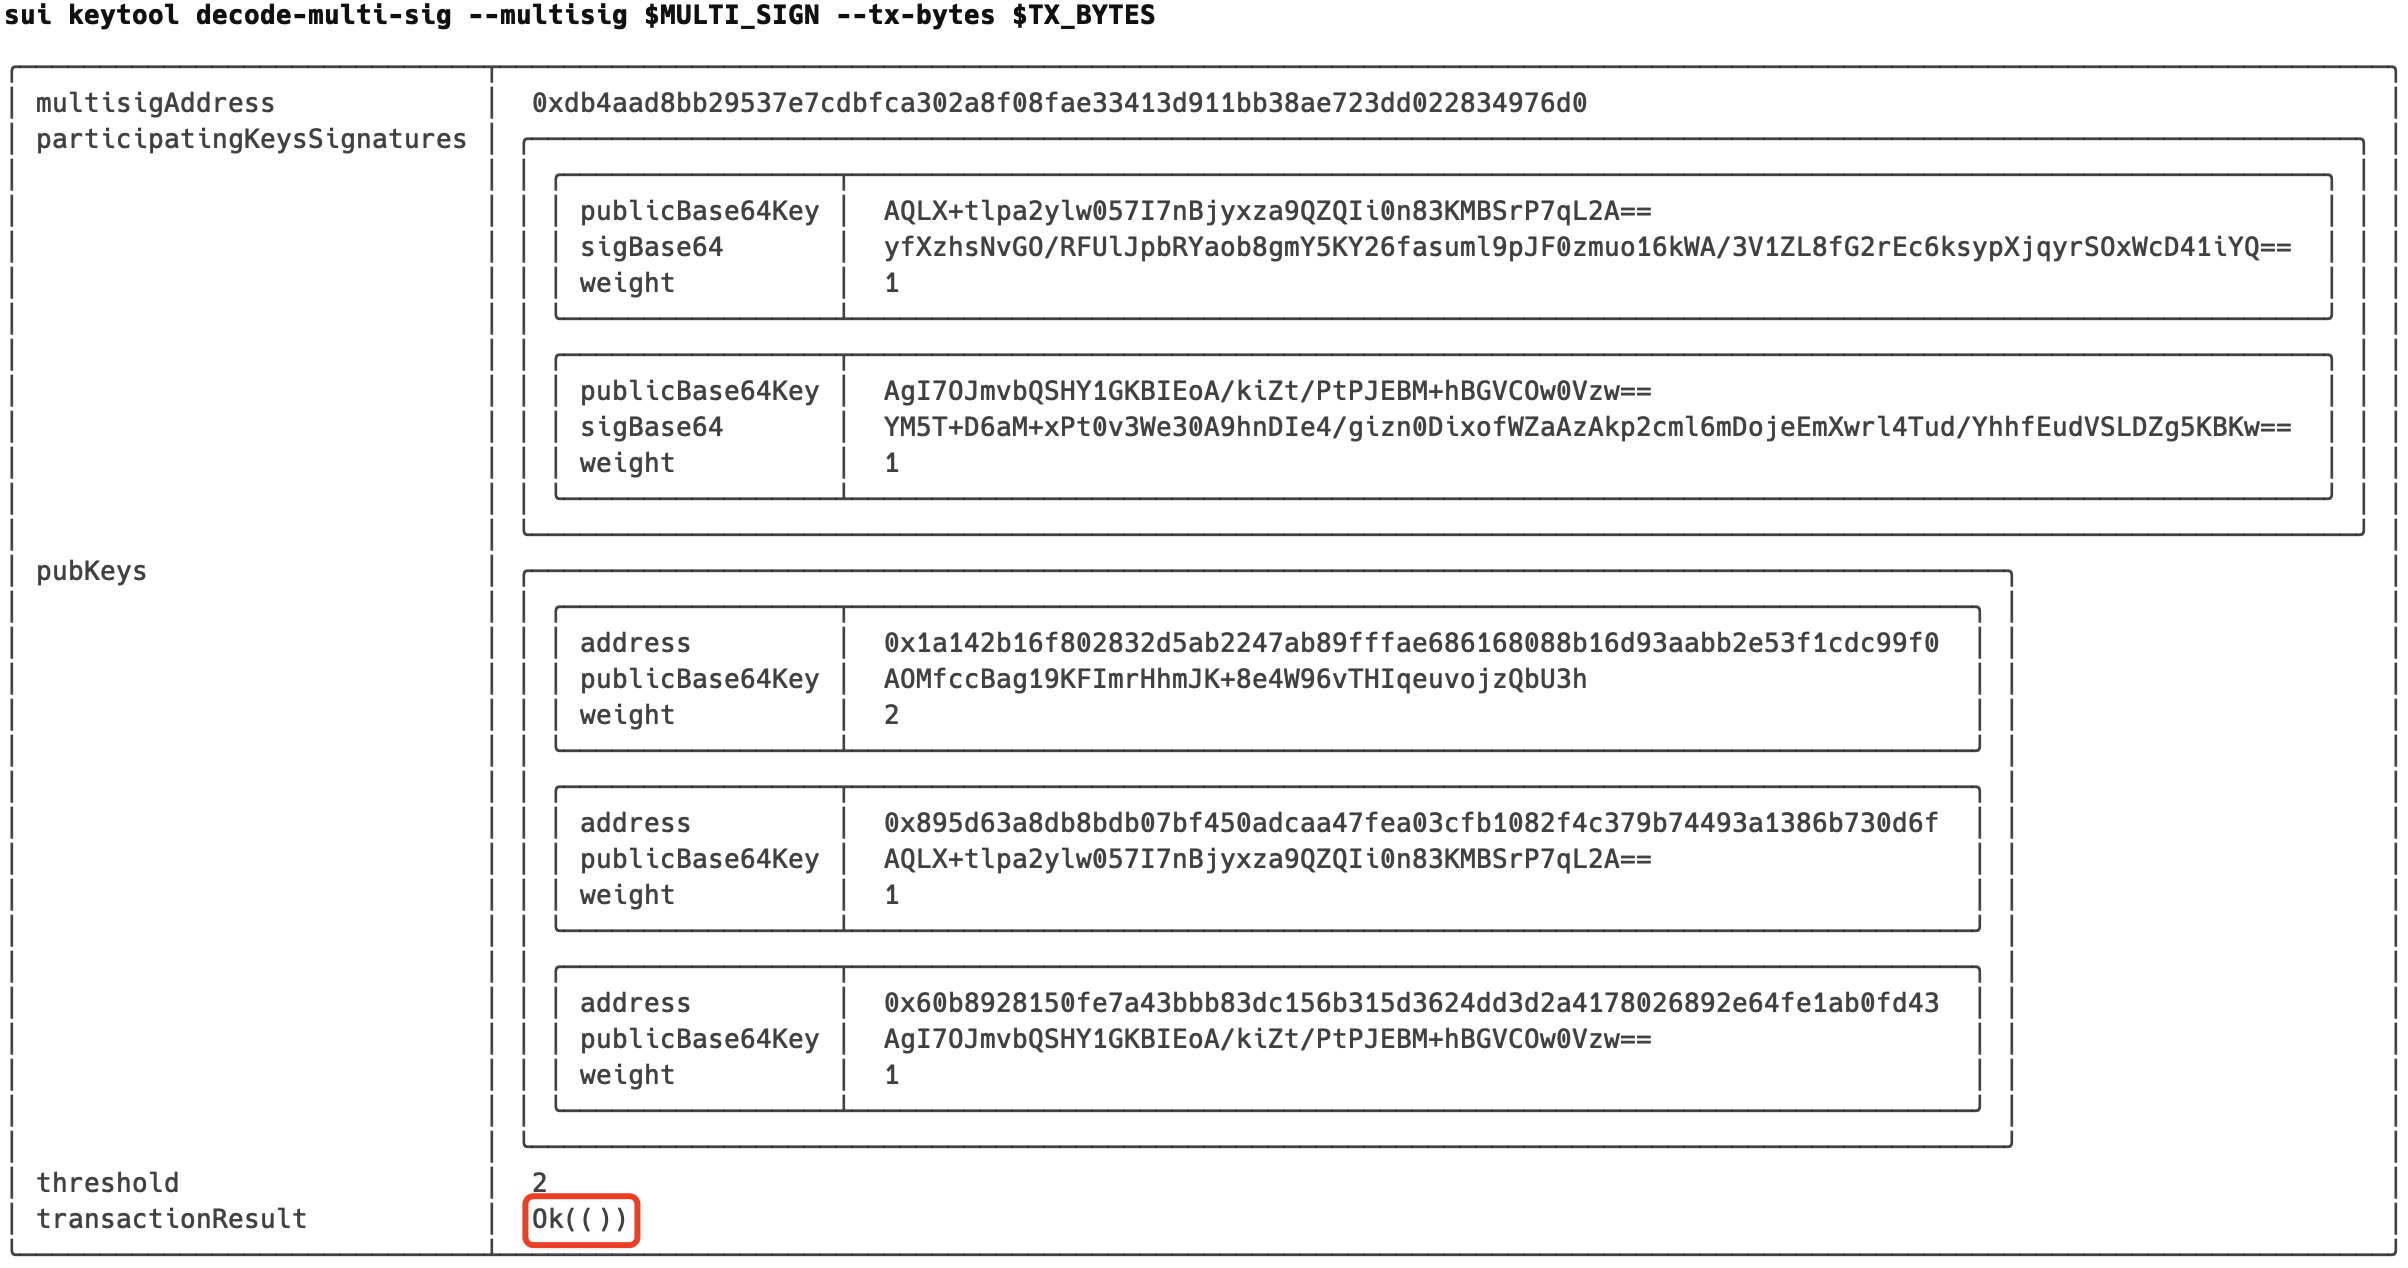 sui keytool decode-multi-sig --multisig $MULTI_SIGN --tx-bytes $TX_BYTES
multisigAddress 0xdb4aad8bb29537e7cdbfca302a8f08fae33413d911bb38ae723dd022834976d0
participatingKeysSignatures
publicBase64Key AQLX+tlpa2ylw057I7nBjyxza9QZQIi0n83KMBSrP7qL2A==
sigBase64 yfXzhsNvGO/RFUlJpbRYaob8gmY5KY26fasuml9pJF0zmuo16kWA/3V1ZL8fG2rEc6ksypXjqyrSOxWcD41iYQ==
weight 1
publicBase64Key AgI7OJmvbQSHY1GKBIEoA/kiZt/PtPJEBM+hBGVCOw0Vzw==
sigBase64 YM5T+D6aM+xPt0v3We30A9hnDIe4/gizn0DixofWZaAzAkp2cml6mDojeEmXwrl4Tud/YhhfEudVSLDZg5KBKw==
weight 1
pubKeys
address 0x1a142b16f802832d5ab2247ab89fffae686168088b16d93aabb2e53f1cdc99f0
publicBase64Key AOMfccBag19KFImrHhmJK+8e4W96vTHIqeuvojzQbU3h
weight 2
address 0x895d63a8db8bdb07bf450adcaa47fea03cfb1082f4c379b74493a1386b730d6f
publicBase64Key AQLX+tlpa2ylw057I7nBjyxza9QZQIi0n83KMBSrP7qL2A==
weight 1
address 0x60b8928150fe7a43bbb83dc156b315d3624dd3d2a4178026892e64fe1ab0fd43
publicBase64Key AgI7OJmvbQSHY1GKBIEoA/kiZt/PtPJEBM+hBGVCOw0Vzw==
weight 1
threshold 2
transactionResult Ok(())